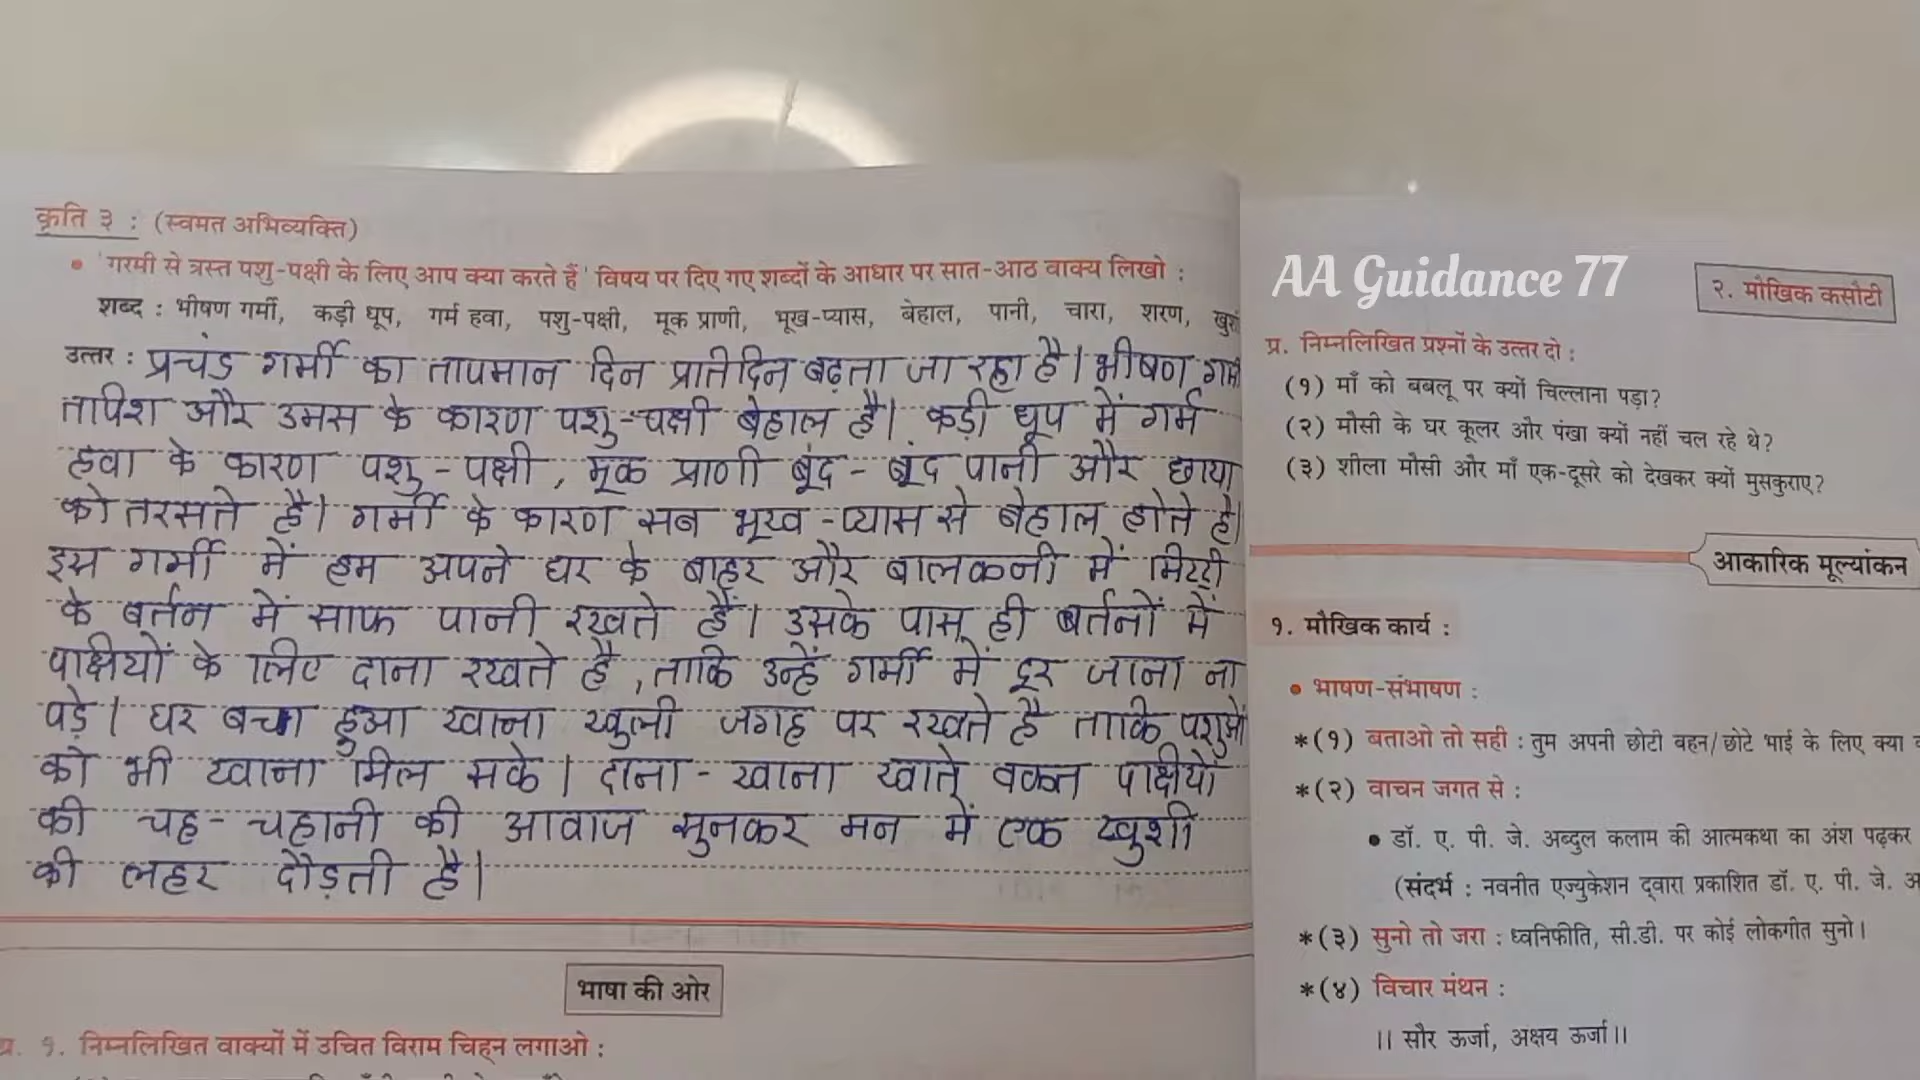 कृति ३ : (स्वमत अभिव्यक्ति)
• 'गरमी से त्रस्त पशु-पक्षी के लिए आप क्या करते हैं' विषय पर दिए गए शब्दों के आधार पर सात-आठ वाक्य लिखो :
शब्द : भीषण गर्मी, कड़ी धूप, गर्म हवा, पशु-पक्षी, मूक प्राणी, भूख-प्यास, बेहाल, पानी, चारा, शरण,
उत्तर : प्रचंड गर्मी का तापमान दिन प्रतिदिन बढ़ता जा रहा है। भीषण
तापिश और उमस के कारण पशु-पक्षी बेहाल है। कड़ी धूप में गर्म
हवा के कारण पशु-पक्षी, मूक प्राणी बूंद-बूंद पानी और छाया
को तरसते है। गर्मी के कारण सब भूख-प्यास से बेहाल होते है।
इस गर्मी में हम अपने घर के बाहर और बालकनी में मिट्टी
के बर्तन में साफ पानी रखते हैं। उसके पास ही बर्तनों में
पाक्षियों के लिए दाना रखते है, ताकि उन्हें गर्मी में दूर जाना ना
पड़े। घर बचा हुआ खाना खुली जगह पर रखते है ताकि पशुओं
को भी खाना मिल सके। दाना-खाना खाते वक्त पाक्षीयों
की चह-चहानी की आवाज सुनकर मन में एक खुशी
की लहर दौड़ती है।
भाषा की ओर
प्र. १. निम्नलिखित वाक्यों में उचित विराम चिह्न लगाओ :
AA Guidance 77
२. मौखिक कसौटी
प्र. निम्नलिखित प्रश्नों के उत्तर दो :
(१) माँ को बबलू पर क्यों चिल्लाना पड़ा?
(२) मौसी के घर कूलर और पंखा क्यों नहीं चल रहे थे?
(३) शीला मौसी और माँ एक-दूसरे को देखकर क्यों मुसकुराए?
आकारिक मूल्यांकन
१. मौखिक कार्य :
• भाषण-संभाषण :
*(१) बताओ तो सही : तुम अपनी छोटी बहन/छोटे भाई के लिए क्या
*(२) वाचन जगत से :
• डॉ. ए. पी. जे. अब्दुल कलाम की आत्मकथा का अंश पढ़कर
(संदर्भ : नवनीत एज्युकेशन द्वारा प्रकाशित डॉ. ए. पी. जे.
*(३) सुनो तो जरा : ध्वनिफीति, सी.डी. पर कोई लोकगीत सुनो।
*(४) विचार मंथन :
।। सौर ऊर्जा, अक्षय ऊर्जा।।